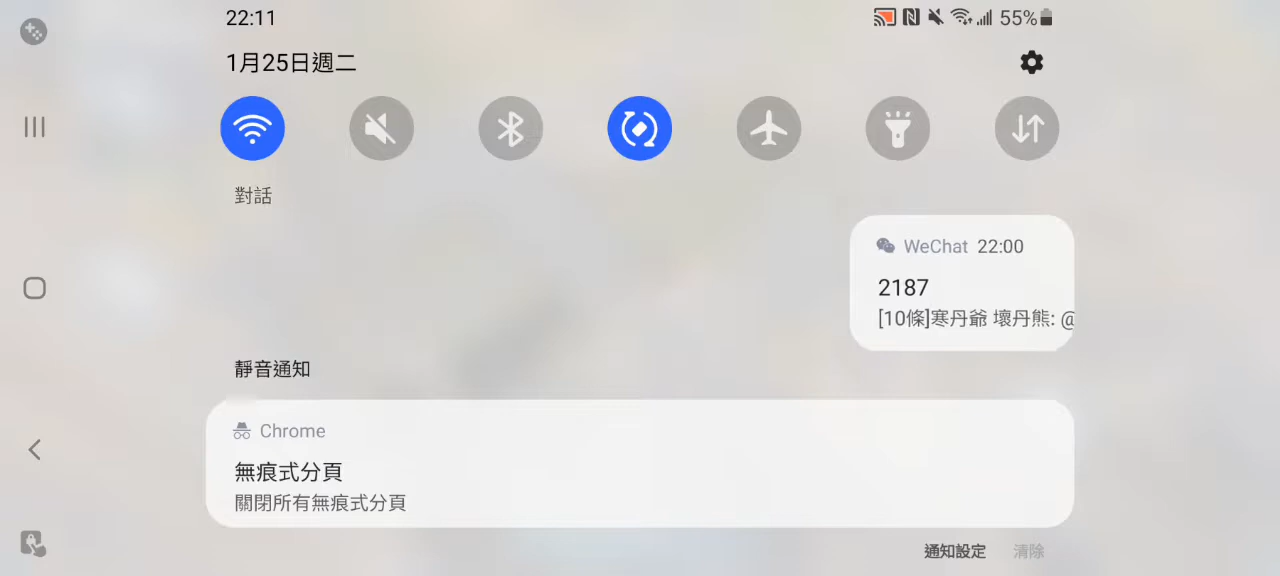 22:11
55%
1月25日週二
對話
WeChat 22:00
2187
[10條]寒丹爺 壞丹熊: @
靜音通知
Chrome
無痕式分頁
關閉所有無痕式分頁
通知設定 清除